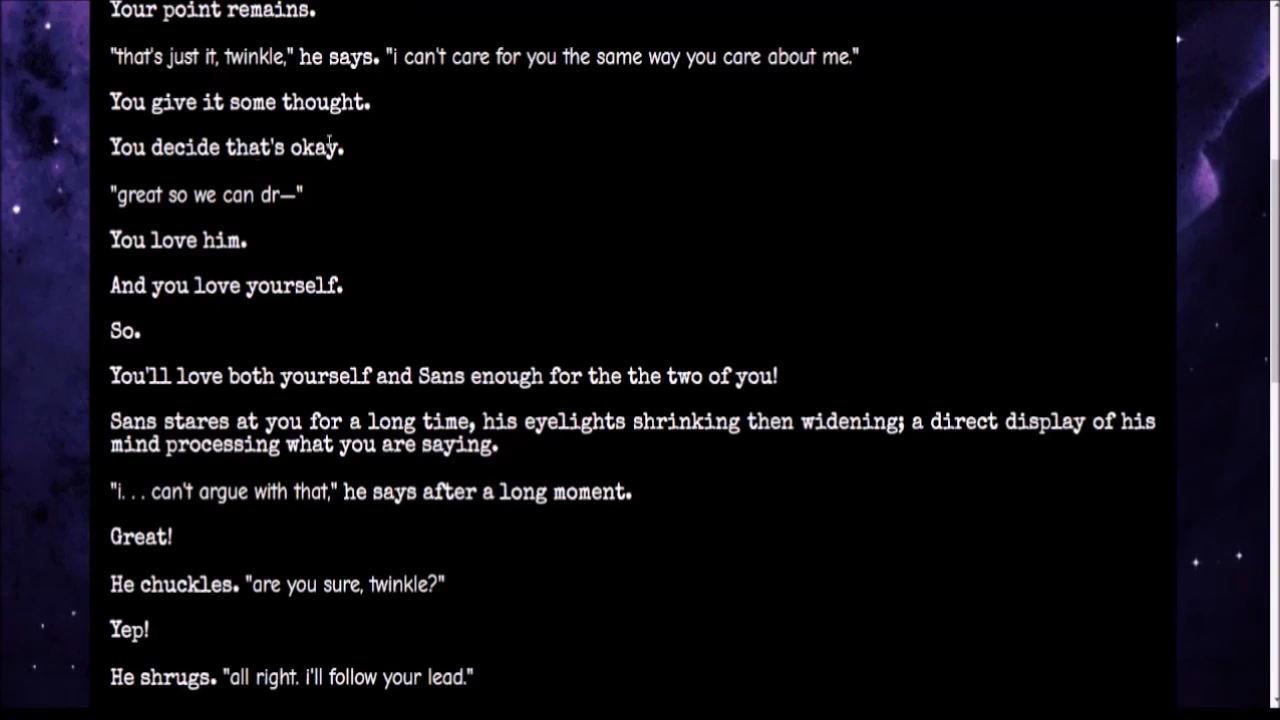 Your point remains.
"that's just it, twinkle," he says. "i can't care for you the same way you care about me."
You give it some thought.
You decide that's okay.
"great so we can dr—"
You love him.
And you love yourself.
So.
You'll love both yourself and Sans enough for the the two of you!
Sans stares at you for a long time, his eyelights shrinking then widening; a direct display of his
mind processing what you are saying.
"i. . . can't argue with that," he says after a long moment.
Great!
He chuckles. "are you sure, twinkle?"
Yep!
He shrugs. "all right. i'll follow your lead."